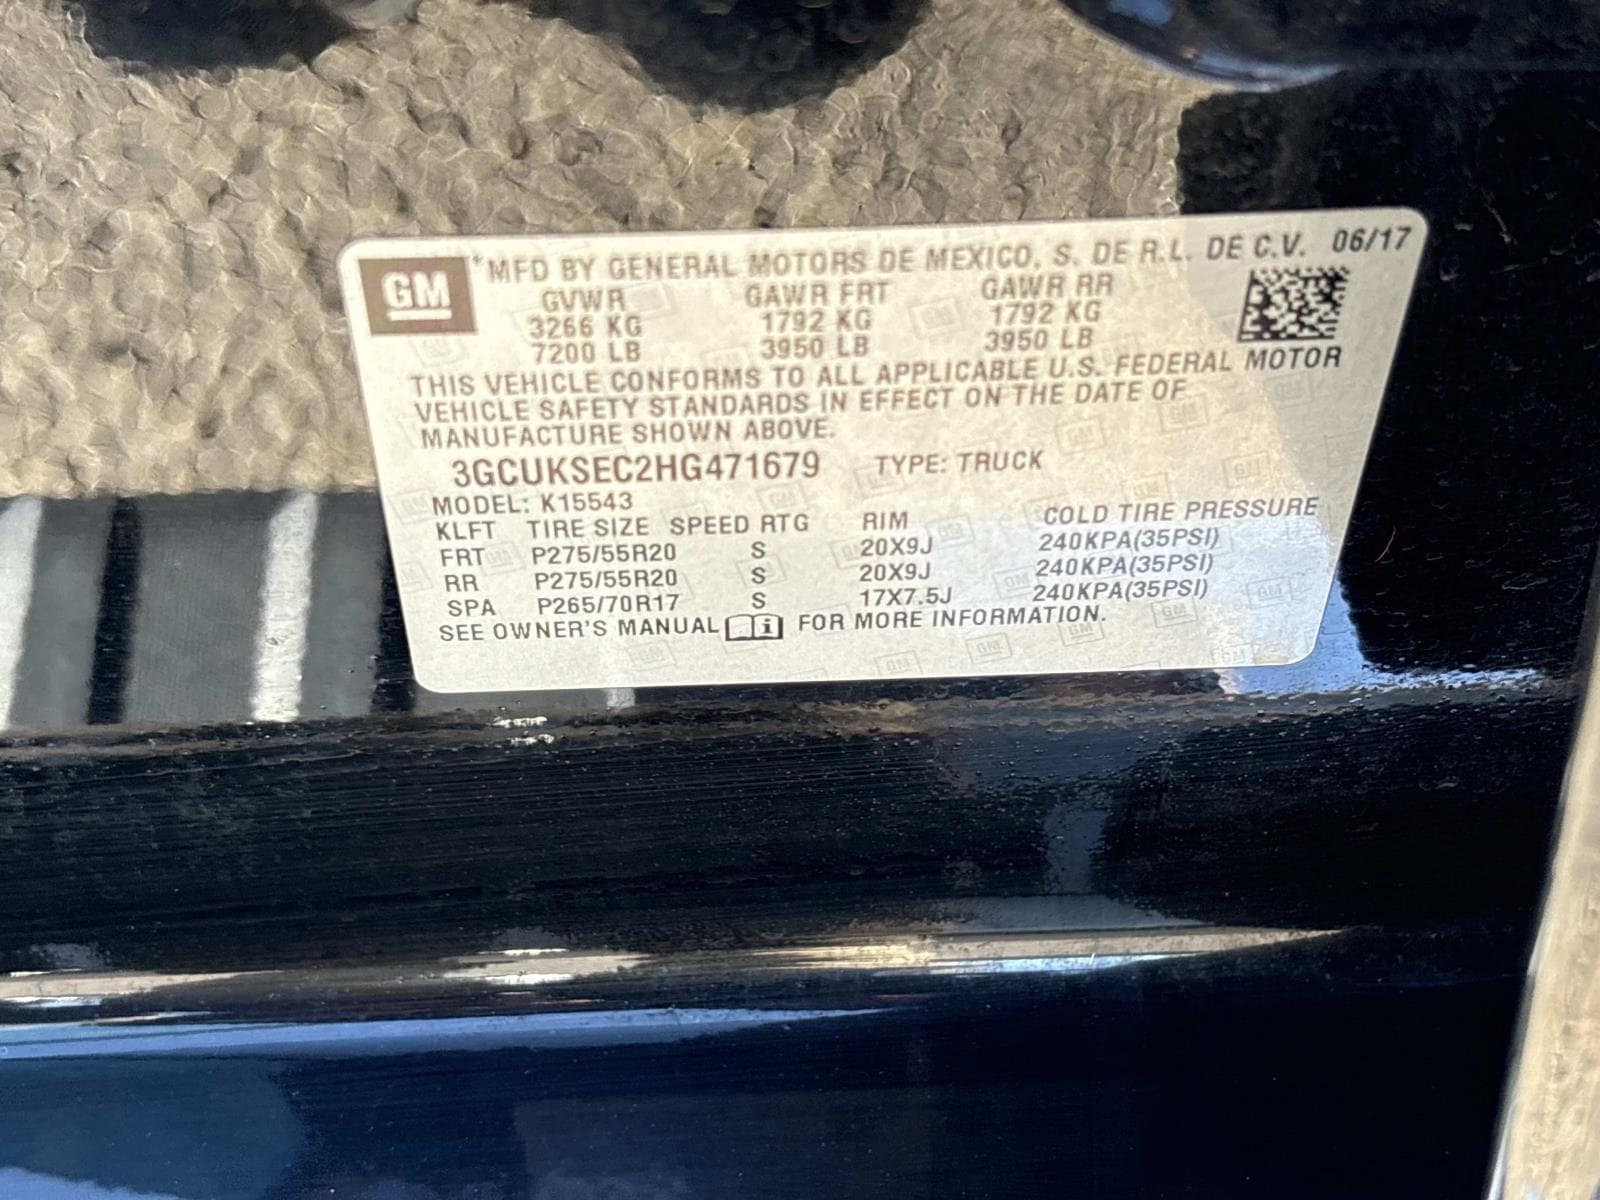 GM
*MFD BY GENERAL MOTORS DE MEXICO, S. DE R.L. DE C.V. 06/17
GVWR GAWR FRT GAWR RR
3266 KG 1792 KG 1792 KG
7200 LB 3950 LB 3950 LB
THIS VEHICLE CONFORMS TO ALL APPLICABLE U.S. FEDERAL MOTOR
VEHICLE SAFETY STANDARDS IN EFFECT ON THE DATE OF
MANUFACTURE SHOWN ABOVE.
3GCUKSEC2HG471679 TYPE: TRUCK
MODEL: K15543
KLFT TIRE SIZE SPEED RTG RIM COLD TIRE PRESSURE
FRT P275/55R20 S 20X9J 240KPA(35PSI)
RR P275/55R20 S 20X9J 240KPA(35PSI)
SPA P265/70R17 S 17X7.5J 240KPA(35PSI)
SEE OWNER'S MANUAL i FOR MORE INFORMATION.